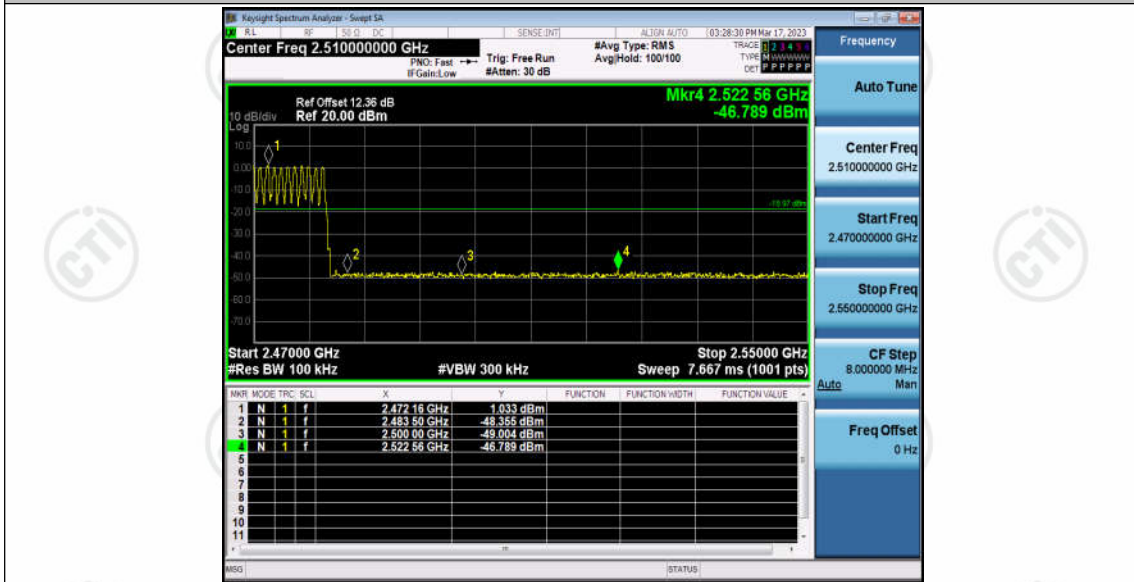 Keysight Spectrum Analyzer - Swept SA
RL RF 50 Ω DC SENSE:INT ALIGN AUTO 03:28:30 PM Mar 17, 2023
Center Freq 2.510000000 GHz
PNO: Fast
IFGain:Low
Trig: Free Run
#Atten: 30 dB
#Avg Type: RMS
Avg|Hold: 100/100
TRACE 1 2 3 4 5 6
TYPE M W W W W W
DET P P P P P P
Frequency
Auto Tune
Center Freq
2.510000000 GHz
Start Freq
2.470000000 GHz
Stop Freq
2.550000000 GHz
CF Step
8.000000 MHz
Auto Man
Freq Offset
0 Hz
Mkr4 2.522 56 GHz
-46.789 dBm
Ref Offset 12.36 dB
10 dB/div Ref 20.00 dBm
Log
10.0
0.00
-10.0
-20.0
-30.0
-40.0
-50.0
-60.0
-70.0
1
2
3
4
Start 2.47000 GHz Stop 2.55000 GHz
#Res BW 100 kHz #VBW 300 kHz Sweep 7.667 ms (1001 pts)
MKR MODE TRC SCL X Y FUNCTION FUNCTION WIDTH FUNCTION VALUE
1 N 1 f 2.472 16 GHz 1.033 dBm
2 N 1 f 2.483 50 GHz -48.355 dBm
3 N 1 f 2.500 00 GHz -49.004 dBm
4 N 1 f 2.522 56 GHz -46.789 dBm
5
6
7
8
9
10
11
MSG STATUS
CTI
CTI